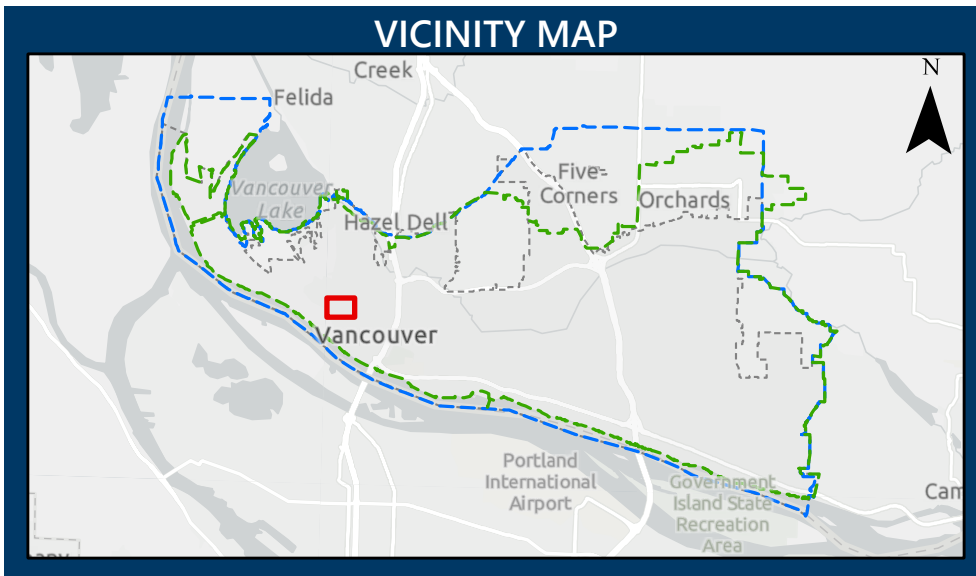 VICINITY MAP
Creek
Felida
N
Five
Corners
Vancouver
Lake
Orchards
Hazel Dell
Vancouver
Portland
International
Airport
Government
Island State
Recreation
Area
Cam